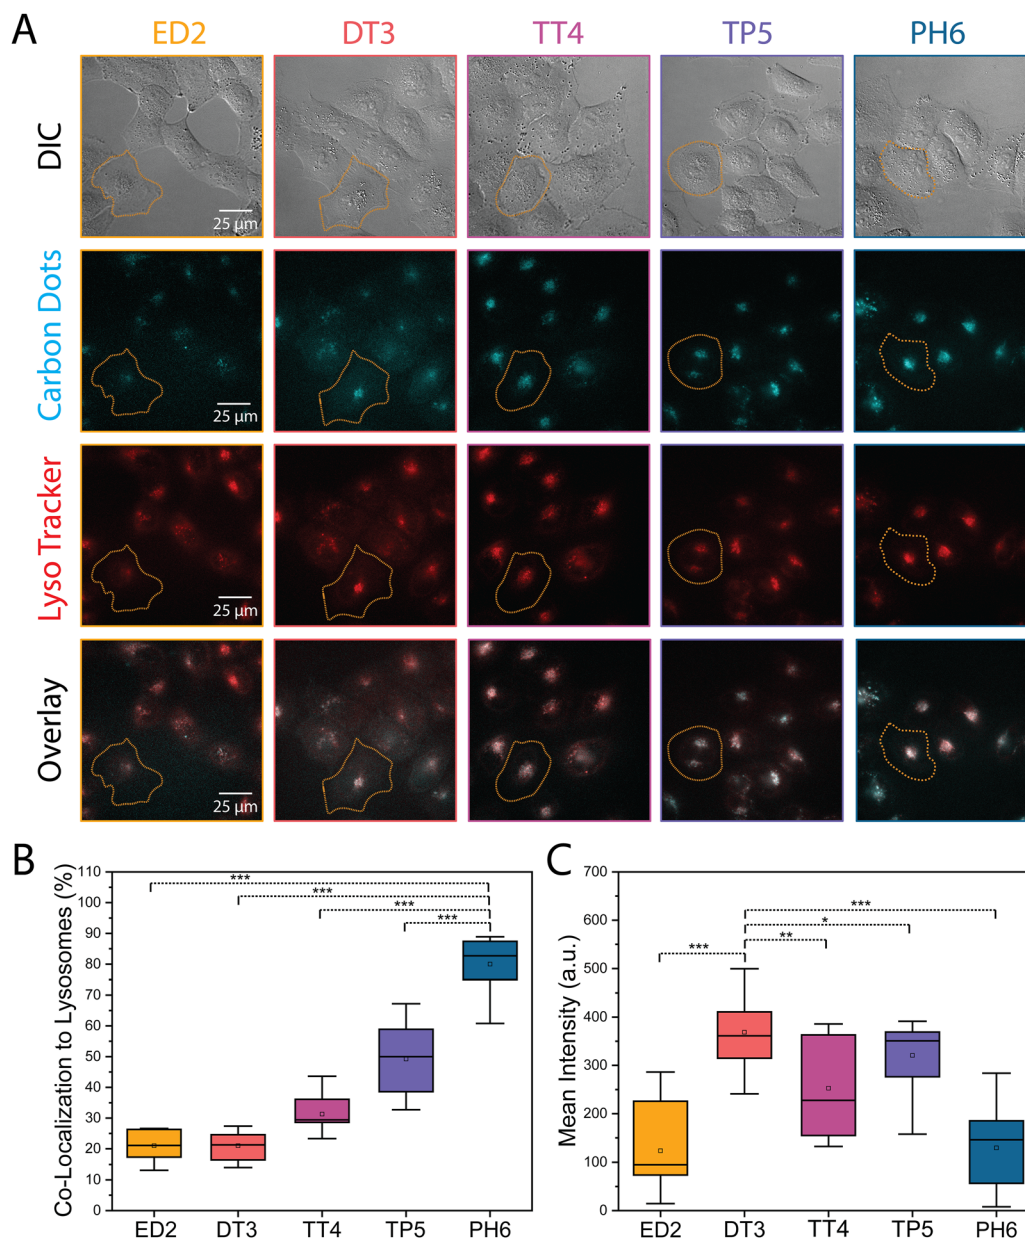 A
ED2 DT3 TT4 TP5 PH6
DIC
25 µm
Carbon Dots
25 µm
Lyso Tracker
25 µm
Overlay
25 µm
B
Co-Localization to Lysosomes (%)
110
100
90
80
70
60
50
40
30
20
10
0
***
***
***
***
ED2 DT3 TT4 TP5 PH6
C
Mean Intensity (a.u.)
700
600
500
400
300
200
100
0
***
*
**
***
ED2 DT3 TT4 TP5 PH6